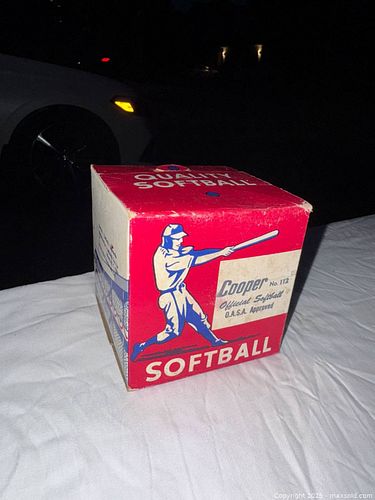 QUALITY
SOFTBALL
Cooper No. 112
Official Softball
O.A.S.A. Approved
SOFTBALL
Copyright 2025 - maxsold.com